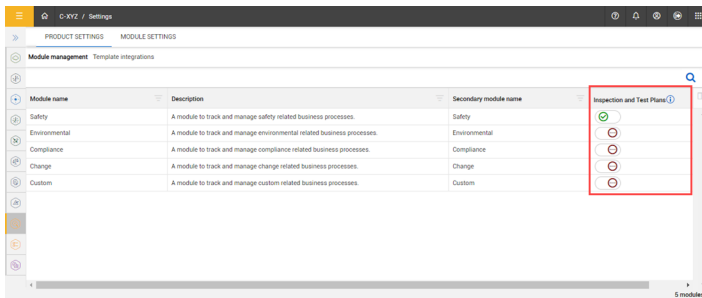 C-XYZ / Settings
PRODUCT SETTINGS MODULE SETTINGS
Module management Template integrations
Module name Description Secondary module name Inspection and Test Plans
Safety A module to track and manage safety related business processes. Safety
Environmental A module to track and manage environmental related business processes. Environmental
Compliance A module to track and manage compliance related business processes. Compliance
Change A module to track and manage change related business processes. Change
Custom A module to track and manage custom related business processes. Custom
5 modules